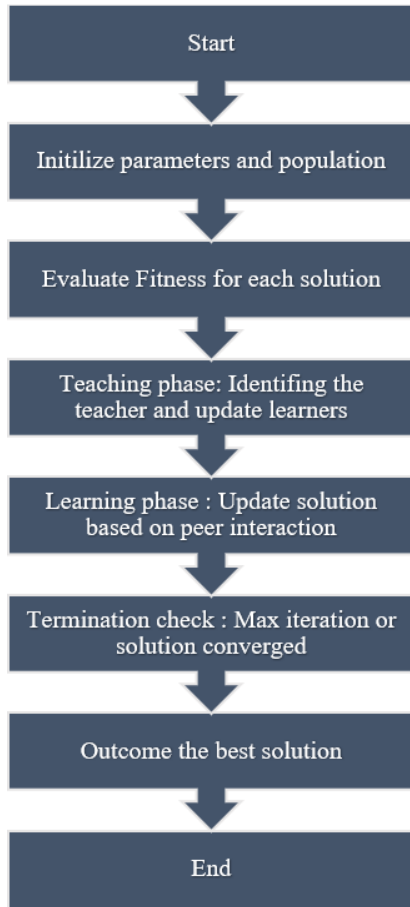 Start
Initilize parameters and population
Evaluate Fitness for each solution
Teaching phase: Identifing the
teacher and update learners
Learning phase : Update solution
based on peer interaction
Termination check : Max iteration or
solution converged
Outcome the best solution
End